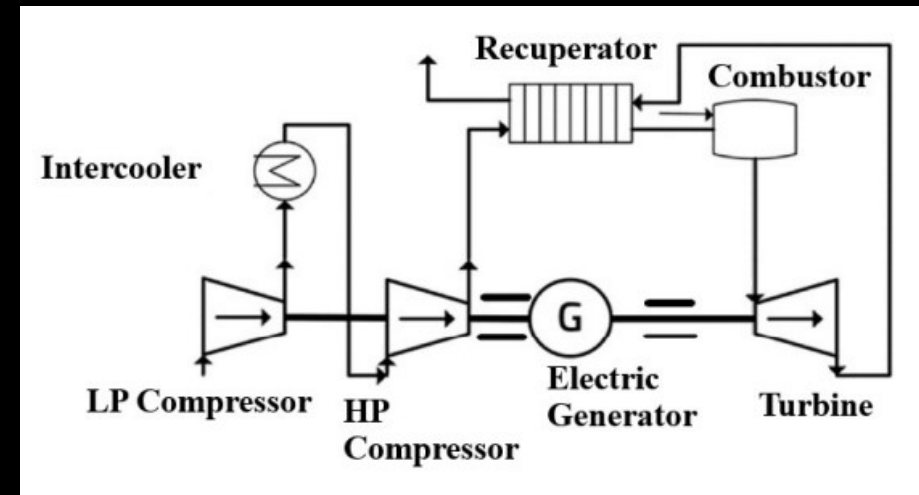 Recuperator
Combustor
Intercooler
G
LP Compressor
HP
Compressor
Electric
Generator
Turbine